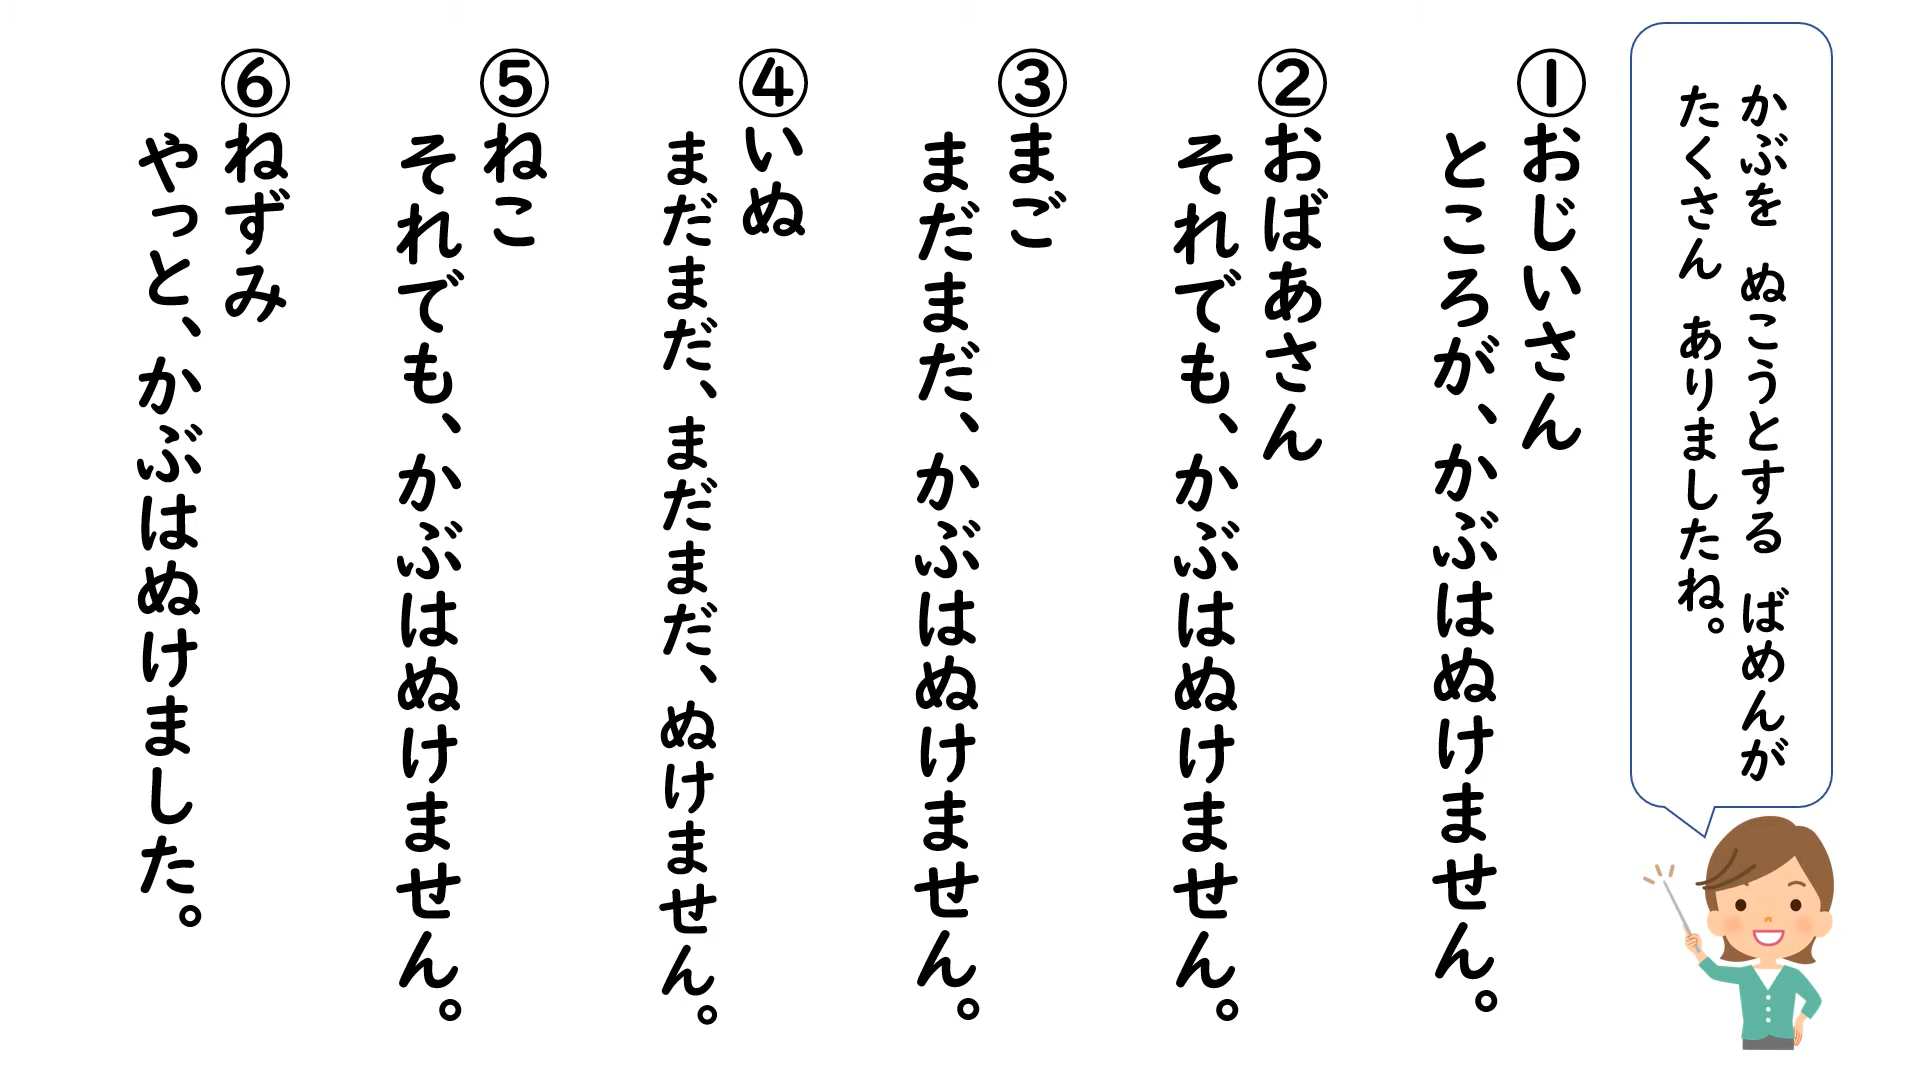 かぶを　ぬこうとする　ばめんが
たくさん　ありましたね。
①おじいさん
ところが、かぶはぬけません。
②おばあさん
それでも、かぶはぬけません。
③まご
まだまだ、かぶはぬけません。
④いぬ
まだまだ、まだまだ、ぬけません。
⑤ねこ
それでも、かぶはぬけません。
⑥ねずみ
やっと、かぶはぬけました。